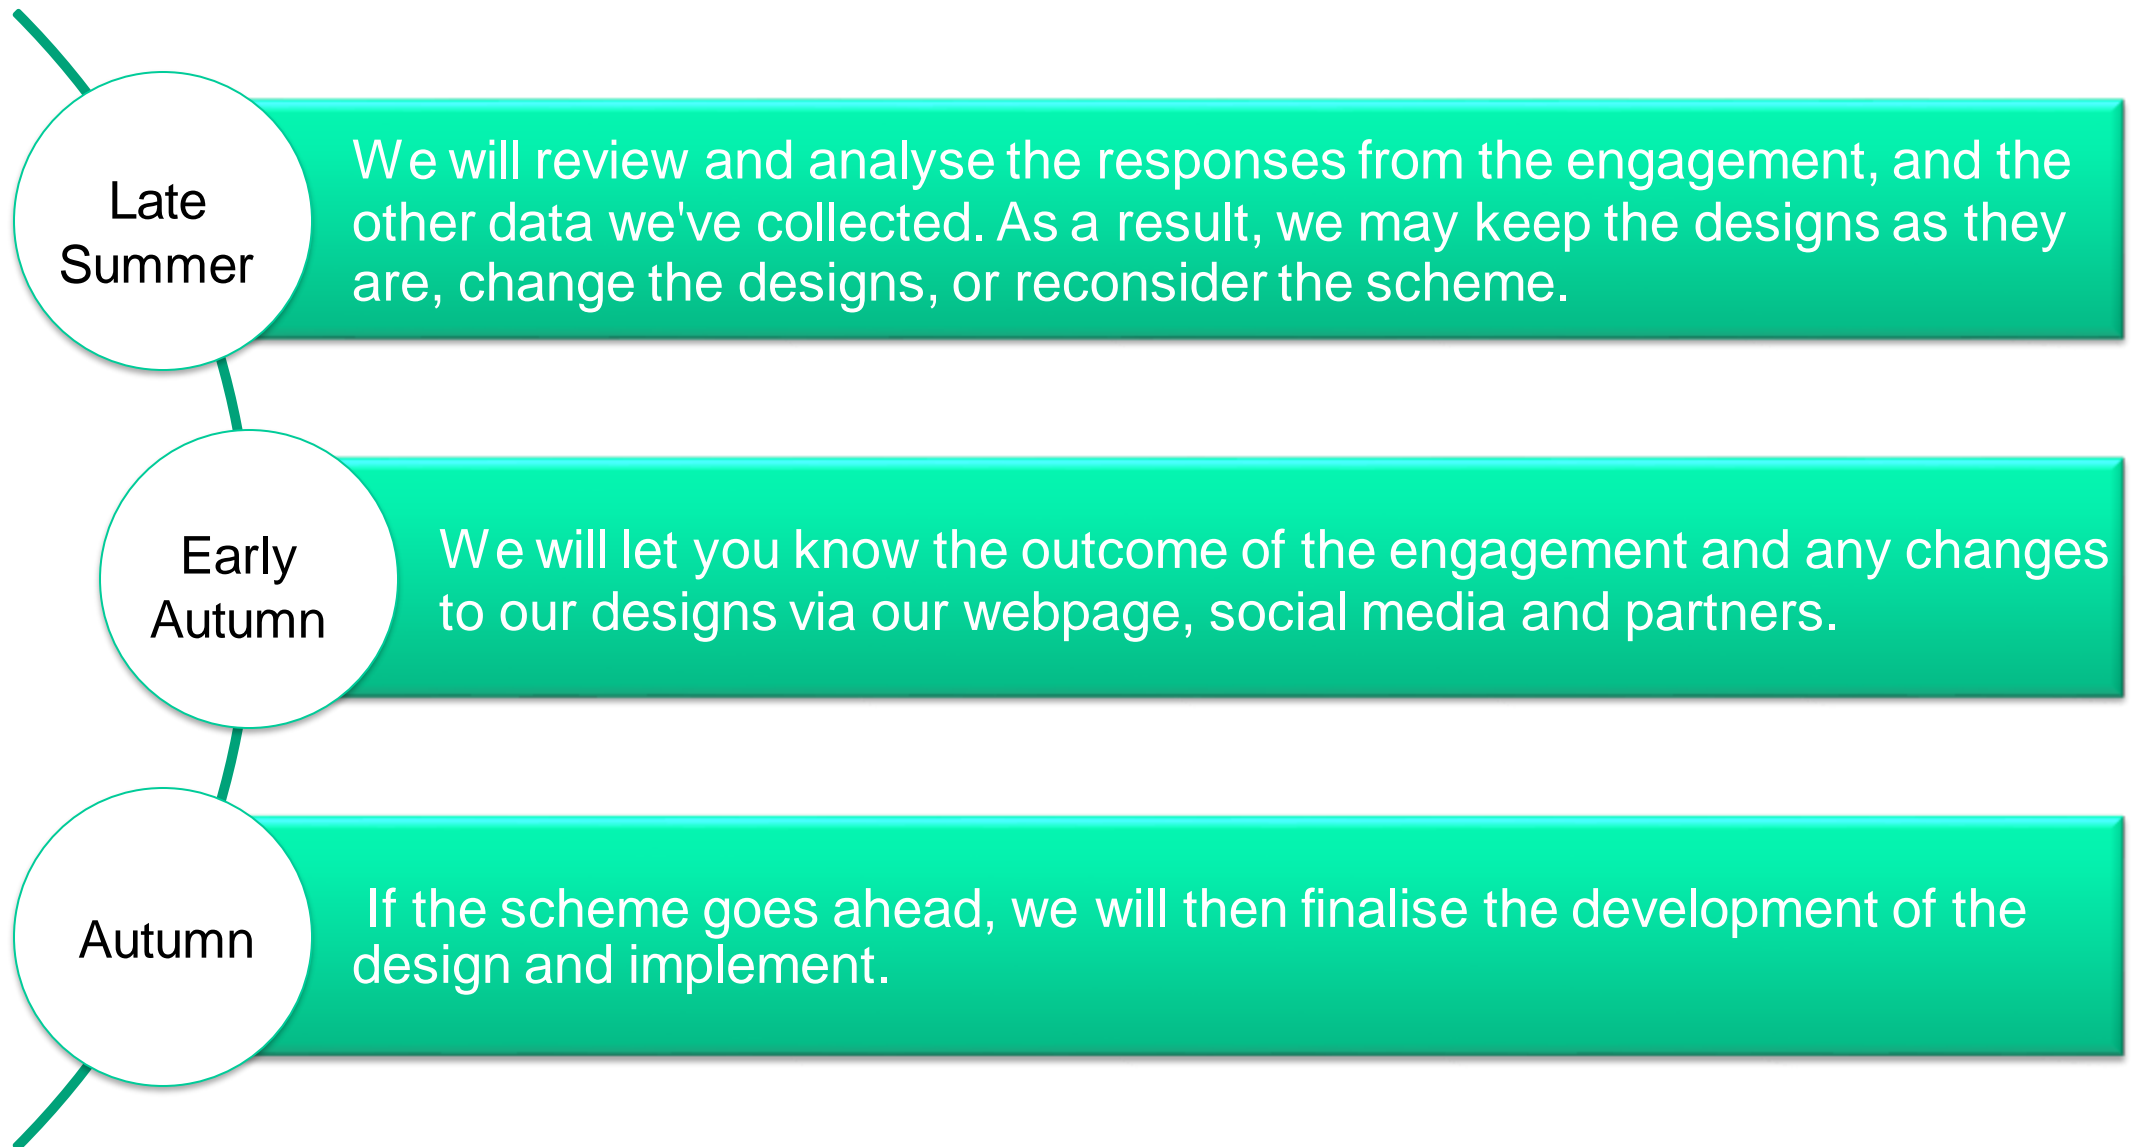 Late
Summer
We will review and analyse the responses from the engagement, and the
other data we've collected. As a result, we may keep the designs as they
are, change the designs, or reconsider the scheme.
Early
Autumn
We will let you know the outcome of the engagement and any changes
to our designs via our webpage, social media and partners.
Autumn
If the scheme goes ahead, we will then finalise the development of the
design and implement.